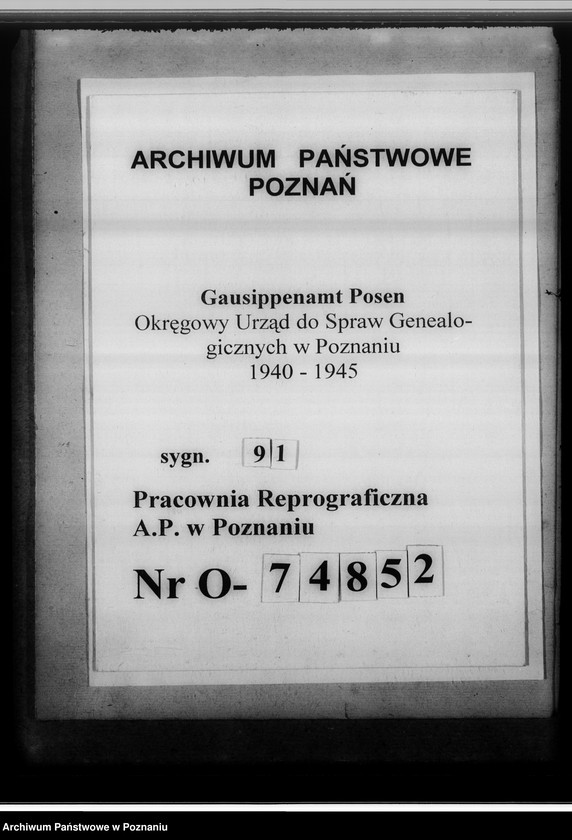 ARCHIWUM PAŃSTWOWE
POZNAŃ
Gausippenamt Posen
Okręgowy Urząd do Spraw Genealo-
gicznych w Poznaniu
1940 - 1945
sygn. 91
Pracownia Reprograficzna
A.P. w Poznaniu
Nr O- 74852
Archiwum Państwowe w Poznaniu